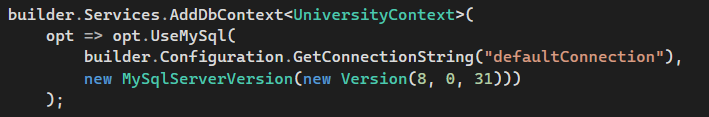 builder.Services.AddDbContext<UniversityContext>(
    opt => opt.UseMySql(
        builder.Configuration.GetConnectionString("defaultConnection"),
        new MySqlServerVersion(new Version(8, 0, 31)))
    );